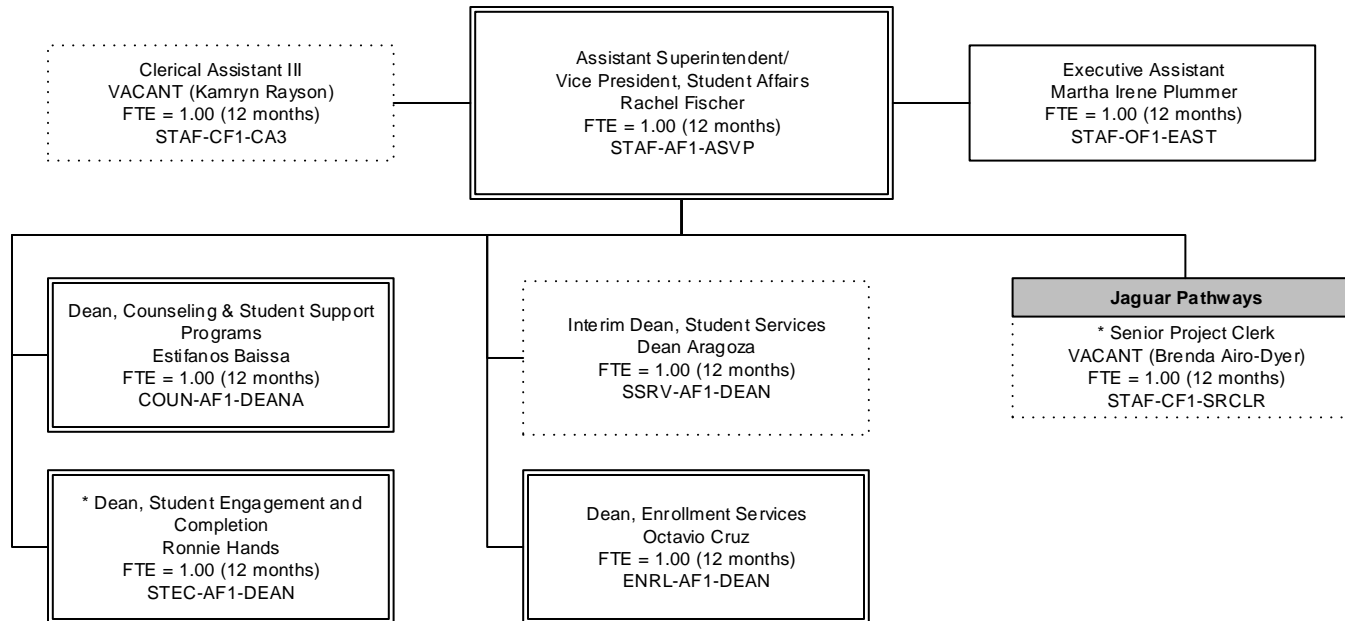 Clerical Assistant III
VACANT (Kamryn Rayson)
FTE = 1.00 (12 months)
STAF-CF1-CA3
Assistant Superintendent/
Vice President, Student Affairs
Rachel Fischer
FTE = 1.00 (12 months)
STAF-AF1-ASVP
Executive Assistant
Martha Irene Plummer
FTE = 1.00 (12 months)
STAF-OF1-EAST
Dean, Counseling & Student Support
Programs
Estifanos Baissa
FTE = 1.00 (12 months)
COUN-AF1-DEANA
Interim Dean, Student Services
Dean Aragoza
FTE = 1.00 (12 months)
SSRV-AF1-DEAN
Jaguar Pathways
* Senior Project Clerk
VACANT (Brenda Airo-Dyer)
FTE = 1.00 (12 months)
STAF-CF1-SRCLR
* Dean, Student Engagement and
Completion
Ronnie Hands
FTE = 1.00 (12 months)
STEC-AF1-DEAN
Dean, Enrollment Services
Octavio Cruz
FTE = 1.00 (12 months)
ENRL-AF1-DEAN